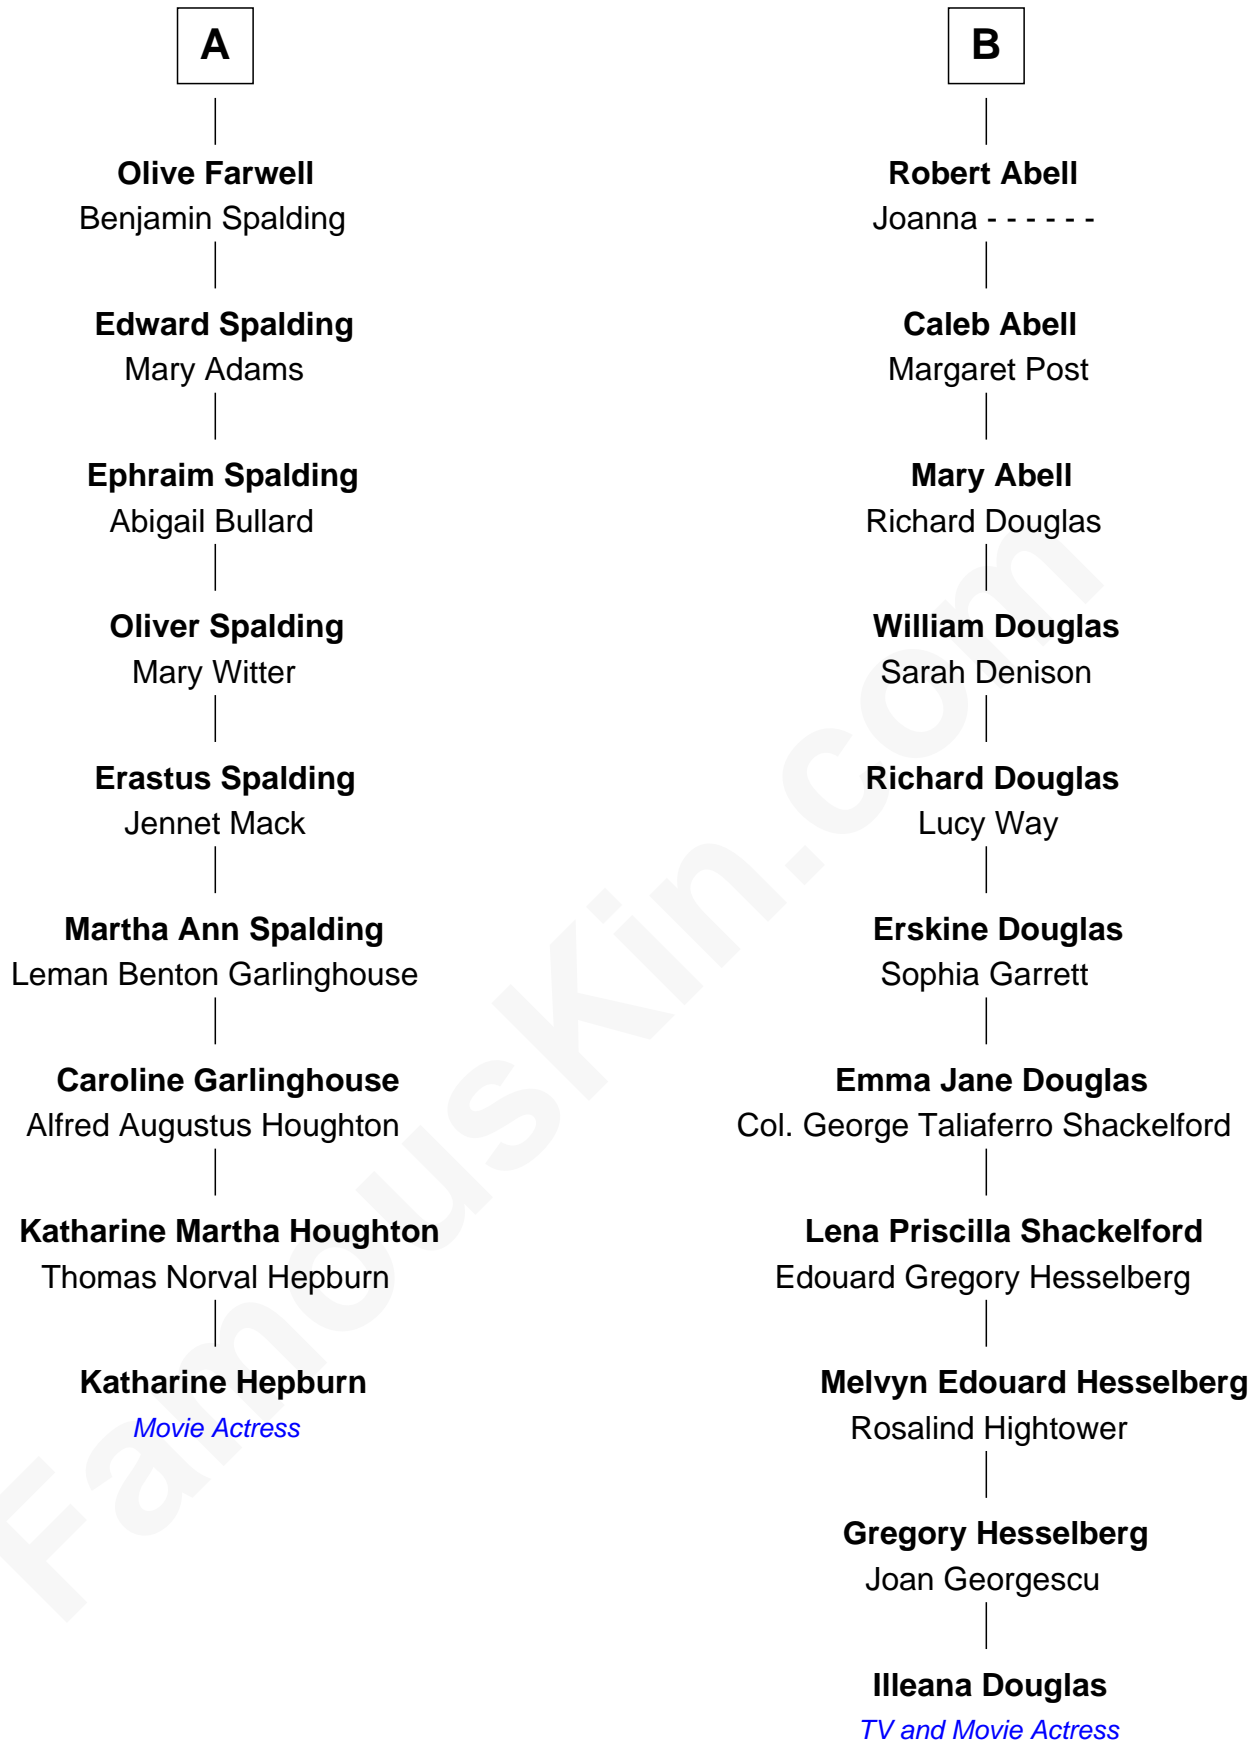 A
Olive Farwell
Benjamin Spalding
Edward Spalding
Mary Adams
Ephraim Spalding
Abigail Bullard
Oliver Spalding
Mary Witter
Erastus Spalding
Jennet Mack
Martha Ann Spalding
Leman Benton Garlinghouse
Caroline Garlinghouse
Alfred Augustus Houghton
Katharine Martha Houghton
Thomas Norval Hepburn
Katharine Hepburn
Movie Actress
B
Robert Abell
Joanna - - - - - -
Caleb Abell
Margaret Post
Mary Abell
Richard Douglas
William Douglas
Sarah Denison
Richard Douglas
Lucy Way
Erskine Douglas
Sophia Garrett
Emma Jane Douglas
Col. George Taliaferro Shackelford
Lena Priscilla Shackelford
Edouard Gregory Hesselberg
Melvyn Edouard Hesselberg
Rosalind Hightower
Gregory Hesselberg
Joan Georgescu
Illeana Douglas
TV and Movie Actress
FamousKin.com